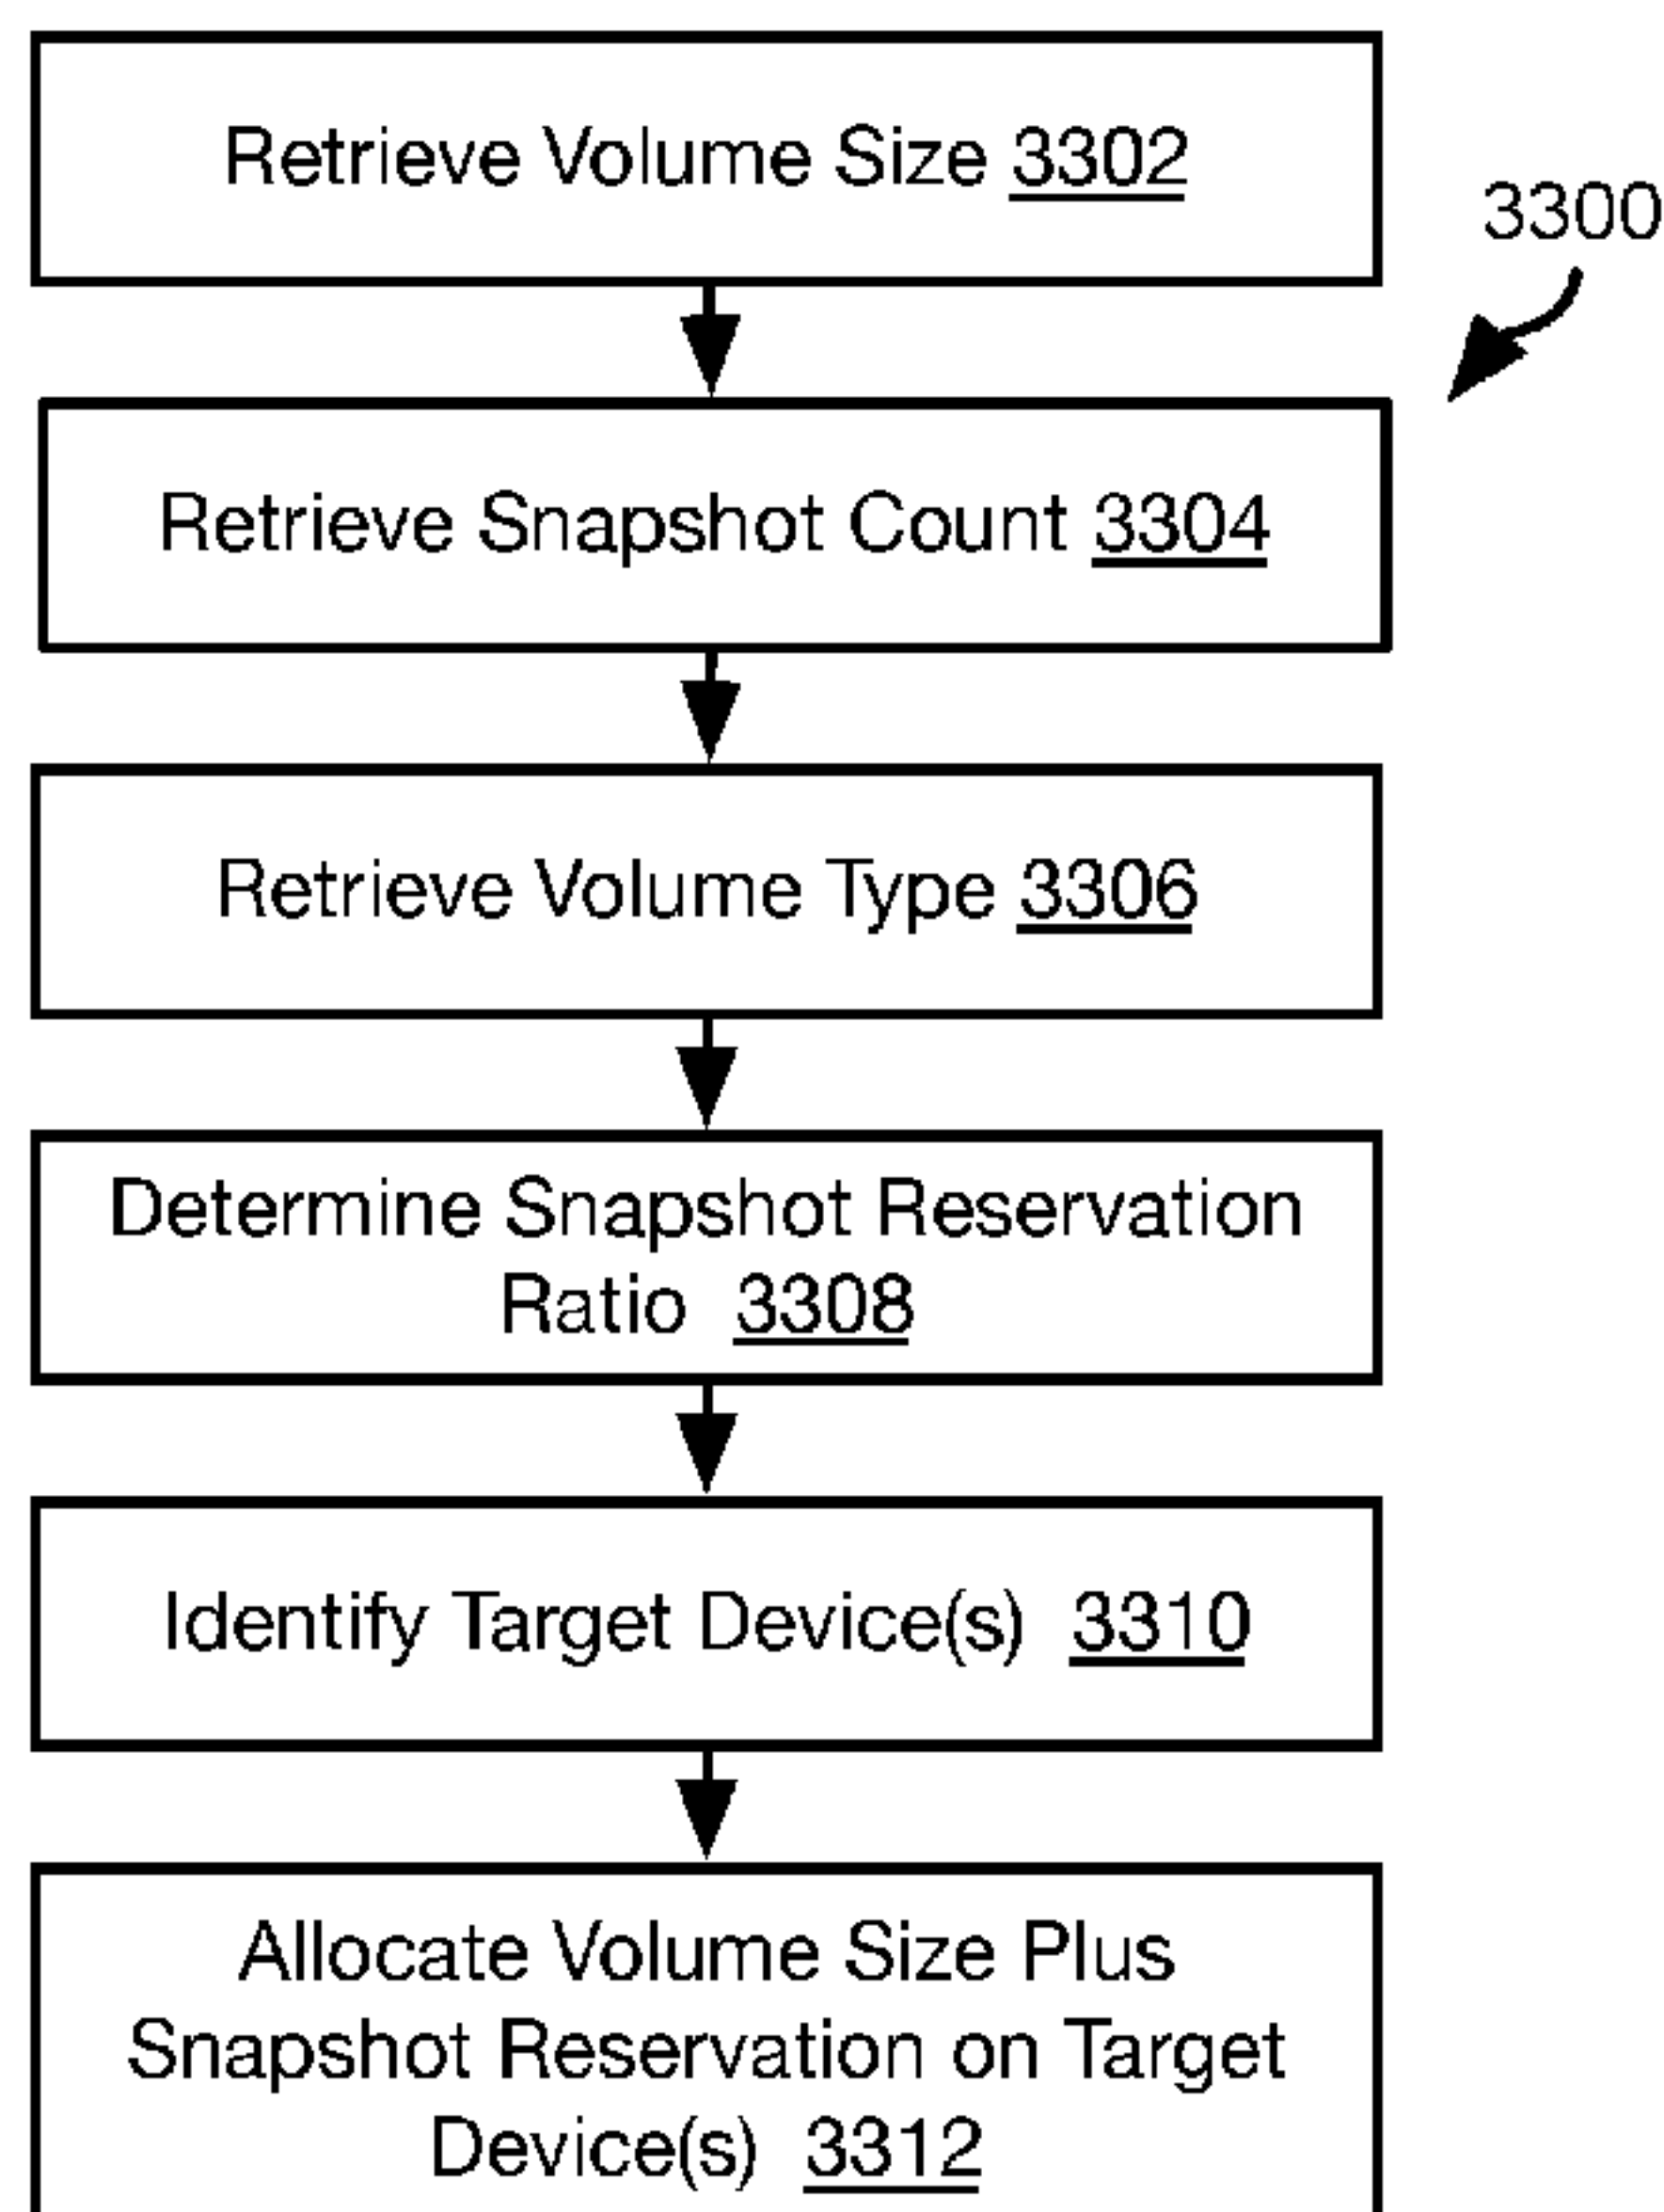 Retrieve Volume Size 3302
3300
Retrieve Snapshot Count 3304
Retrieve Volume Type 3306
Determine Snapshot Reservation
Ratio 3308
Identify Target Device(s) 3310
Allocate Volume Size Plus
Snapshot Reservation on Target
Device(s) 3312